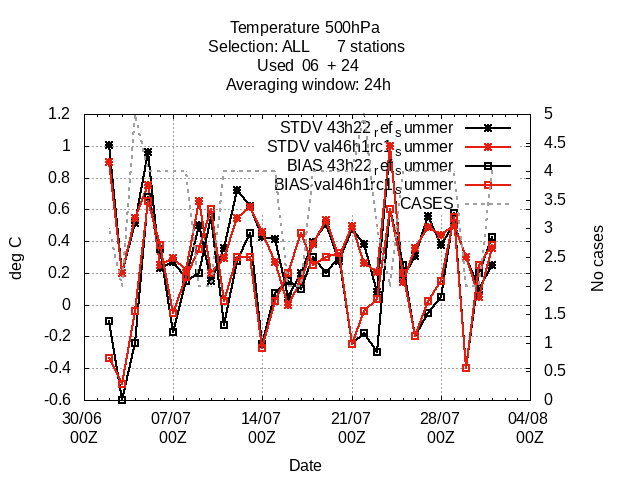 Temperature 500hPa
Selection: ALL 7 stations
Used 06 + 24
Averaging window: 24h
STDV 43h22_ref_summer
STDV val46h1rc1_summer
BIAS 43h22_ref_summer
BIAS val46h1rc1_summer
CASES
1.2
1
0.8
0.6
0.4
0.2
0
-0.2
-0.4
-0.6
deg C
5
4.5
4
3.5
3
2.5
2
1.5
1
0.5
0
No cases
30/06 07/07 14/07 21/07 28/07 04/08
00Z 00Z 00Z 00Z 00Z 00Z
Date